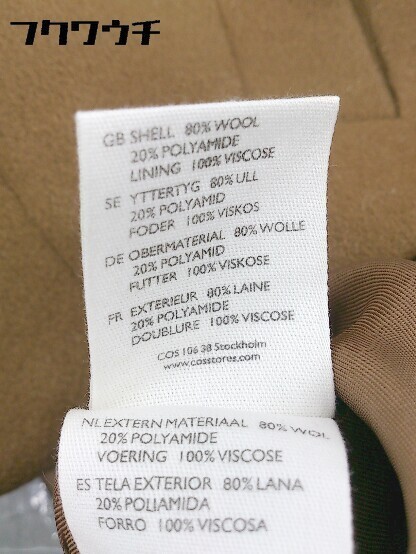 フクワウチ
GB SHELL 80% WOOL
20% POLYAMIDE
LINING 100% VISCOSE
SE YTTERTYG 80% ULL
20% POLYAMID
FODER 100% VISKOS
DE OBERMATERIAL 80% WOLLE
20% POLYAMID
FUTTER 100% VISKOSE
FR EXTERIEUR 80% LAINE
20% POLYAMIDE
DOUBLURE 100% VISCOSE
COS 106 38 Stockholm
www.cosstores.com
NL EXTERN MATERIAAL 80% WOL
20% POLYAMIDE
VOERING 100% VISCOSE
ES TELA EXTERIOR 80% LANA
20% POLIAMIDA
FORRO 100% VISCOSA